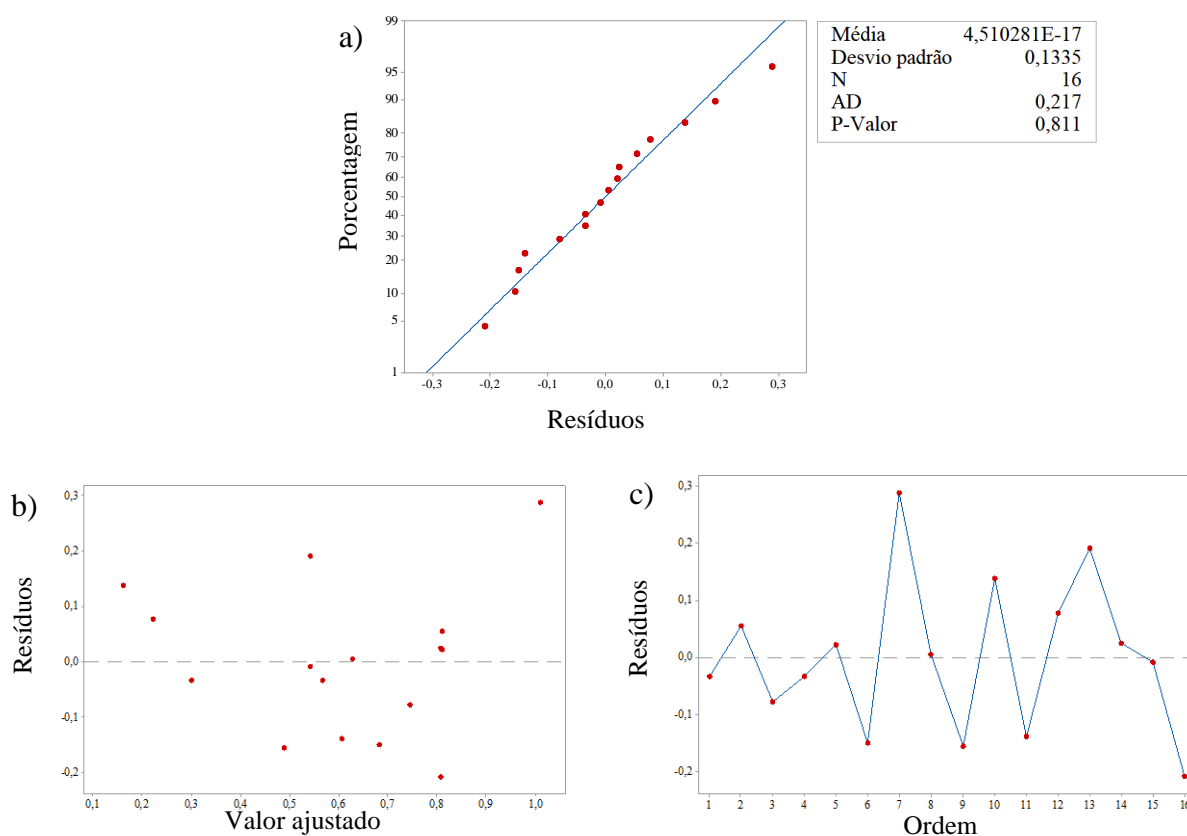 a)
Porcentagem
99
95
90
80
70
60
50
40
30
20
10
5
1
-0,3 -0,2 -0,1 0,0 0,1 0,2 0,3
Resíduos
Média 4,510281E-17
Desvio padrão 0,1335
N 16
AD 0,217
P-Valor 0,811
b)
Resíduos
0,3
0,2
0,1
0,0
-0,1
-0,2
0,1 0,2 0,3 0,4 0,5 0,6 0,7 0,8 0,9 1,0
Valor ajustado
c)
Resíduos
0,3
0,2
0,1
0,0
-0,1
-0,2
1 2 3 4 5 6 7 8 9 10 11 12 13 14 15 16
Ordem